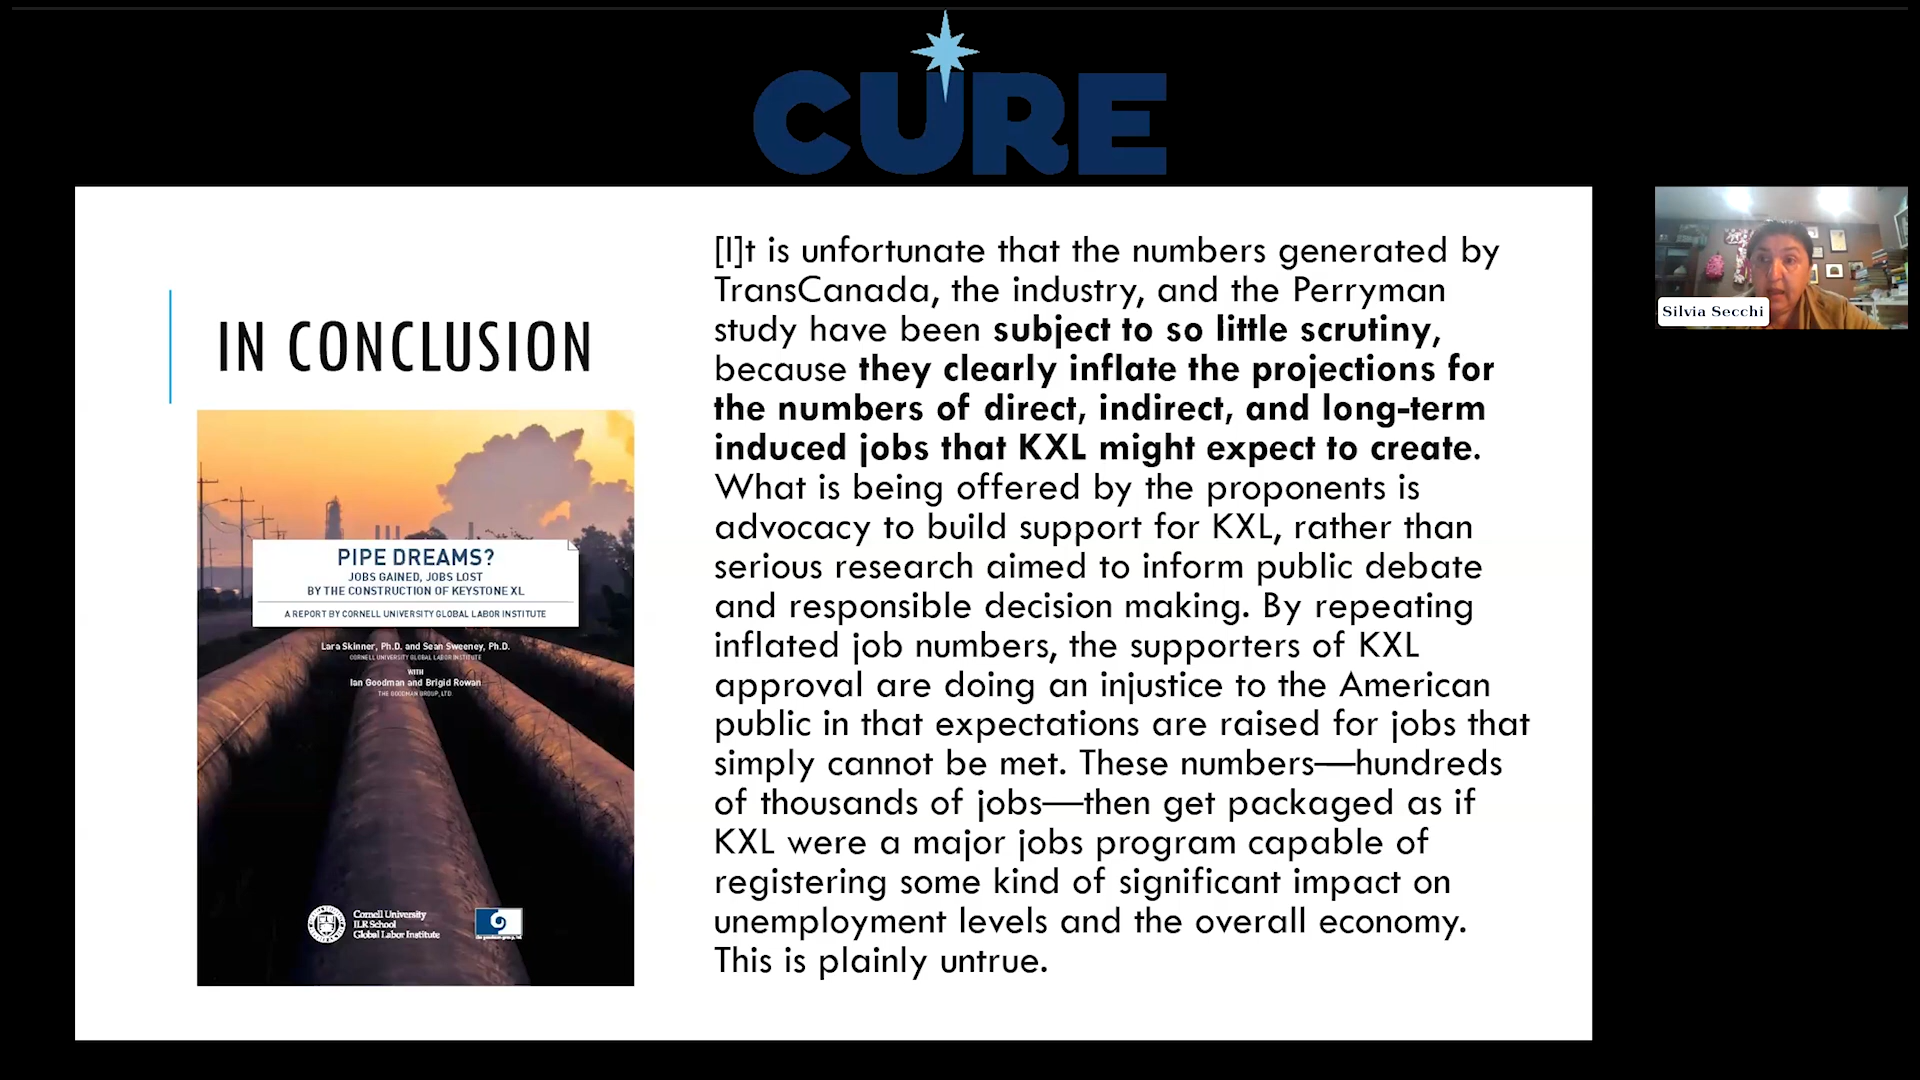 CURE
IN CONCLUSION
PIPE DREAMS?
JOBS GAINED, JOBS LOST
BY THE CONSTRUCTION OF KEYSTONE XL
A REPORT BY CORNELL UNIVERSITY GLOBAL LABOR INSTITUTE
Lara Skinner, Ph.D. and Sean Sweeney, Ph.D.
CORNELL UNIVERSITY GLOBAL LABOR INSTITUTE
WITH
Ian Goodman and Brigid Rowan
THE GOODMAN GROUP, LTD.
Cornell University
ILR School
Global Labor Institute
[I]t is unfortunate that the numbers generated by
TransCanada, the industry, and the Perryman
study have been subject to so little scrutiny,
because they clearly inflate the projections for
the numbers of direct, indirect, and long-term
induced jobs that KXL might expect to create.
What is being offered by the proponents is
advocacy to build support for KXL, rather than
serious research aimed to inform public debate
and responsible decision making. By repeating
inflated job numbers, the supporters of KXL
approval are doing an injustice to the American
public in that expectations are raised for jobs that
simply cannot be met. These numbers—hundreds
of thousands of jobs—then get packaged as if
KXL were a major jobs program capable of
registering some kind of significant impact on
unemployment levels and the overall economy.
This is plainly untrue.
Silvia Secchi